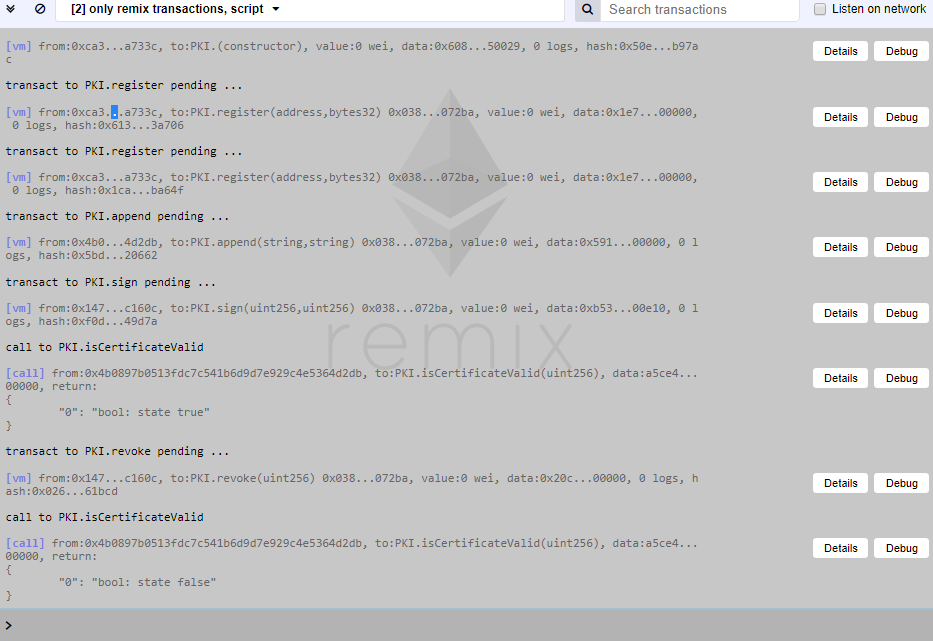 [2] only remix transactions, script
Search transactions
Listen on network
[vm] from:0xca3...a733c, to:PKI.(constructor), value:0 wei, data:0x608...50029, 0 logs, hash:0x50e...b97a
c
Details Debug
transact to PKI.register pending ...
[vm] from:0xca3...a733c, to:PKI.register(address,bytes32) 0x038...072ba, value:0 wei, data:0x1e7...00000,
0 logs, hash:0x613...3a706
Details Debug
transact to PKI.register pending ...
[vm] from:0xca3...a733c, to:PKI.register(address,bytes32) 0x038...072ba, value:0 wei, data:0x1e7...00000,
0 logs, hash:0x1ca...ba64f
Details Debug
transact to PKI.append pending ...
[vm] from:0x4b0...4d2db, to:PKI.append(string,string) 0x038...072ba, value:0 wei, data:0x591...00000, 0 l
ogs, hash:0x5bd...20662
Details Debug
transact to PKI.sign pending ...
[vm] from:0x147...c160c, to:PKI.sign(uint256,uint256) 0x038...072ba, value:0 wei, data:0xb53...00e10, 0 l
ogs, hash:0xf0d...49d7a
Details Debug
remix
call to PKI.isCertificateValid
[call] from:0x4b0897b0513fdc7c541b6d9d7e929c4e5364d2db, to:PKI.isCertificateValid(uint256), data:a5ce4...
00000, return:
Details Debug
{
"0": "bool: state true"
}
transact to PKI.revoke pending ...
[vm] from:0x147...c160c, to:PKI.revoke(uint256) 0x038...072ba, value:0 wei, data:0x20c...00000, 0 logs, h
ash:0x026...61bcd
Details Debug
call to PKI.isCertificateValid
[call] from:0x4b0897b0513fdc7c541b6d9d7e929c4e5364d2db, to:PKI.isCertificateValid(uint256), data:a5ce4...
00000, return:
Details Debug
{
"0": "bool: state false"
}
>